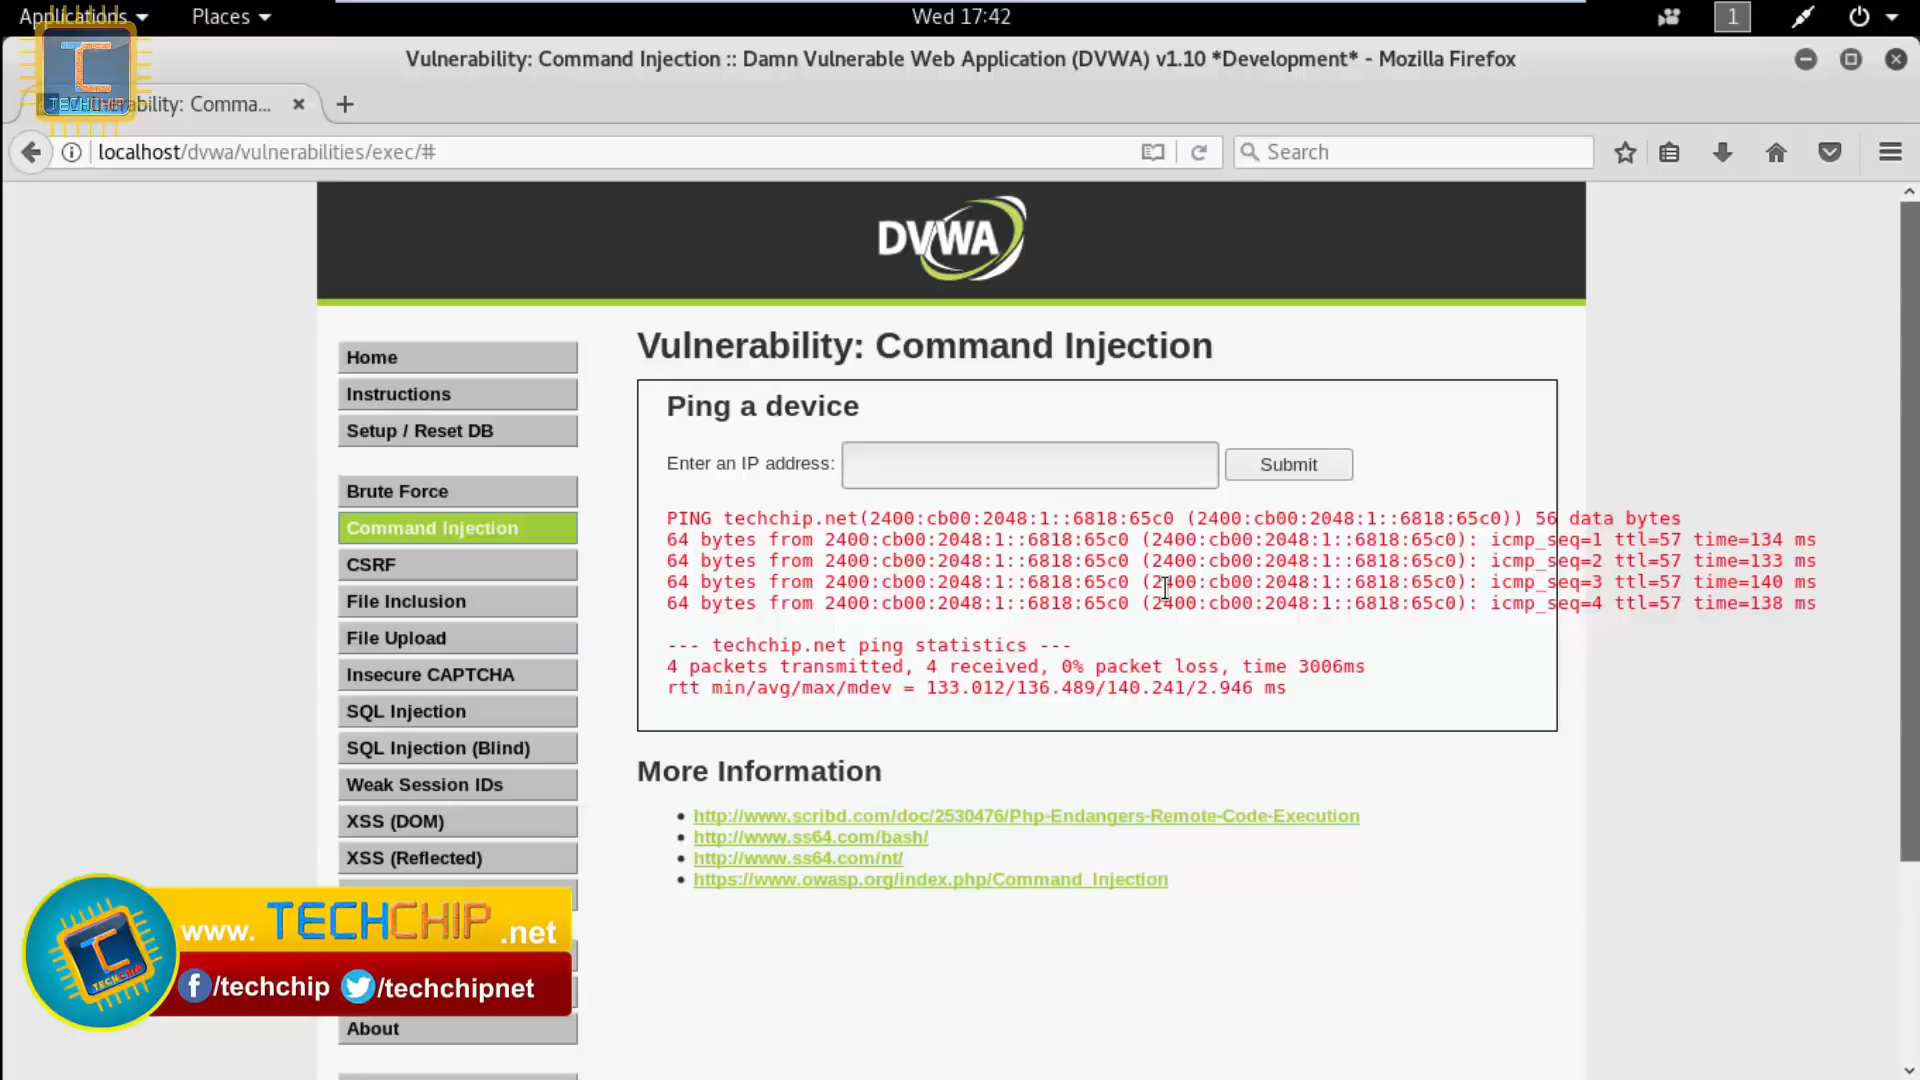 Applications
Places
Wed 17:42
1
Vulnerability: Command Injection :: Damn Vulnerable Web Application (DVWA) v1.10 *Development* - Mozilla Firefox
TECHCHIP
Comma...
localhost/dvwa/vulnerabilities/exec/#
Search
DVWA
Vulnerability: Command Injection
Home
Instructions
Setup / Reset DB
Brute Force
Command Injection
CSRF
File Inclusion
File Upload
Insecure CAPTCHA
SQL Injection
SQL Injection (Blind)
Weak Session IDs
XSS (DOM)
XSS (Reflected)
About
Ping a device
Enter an IP address:
Submit
PING techchip.net(2400:cb00:2048:1::6818:65c0 (2400:cb00:2048:1::6818:65c0)) 56 data bytes
64 bytes from 2400:cb00:2048:1::6818:65c0 (2400:cb00:2048:1::6818:65c0): icmp_seq=1 ttl=57 time=134 ms
64 bytes from 2400:cb00:2048:1::6818:65c0 (2400:cb00:2048:1::6818:65c0): icmp_seq=2 ttl=57 time=133 ms
64 bytes from 2400:cb00:2048:1::6818:65c0 (2400:cb00:2048:1::6818:65c0): icmp_seq=3 ttl=57 time=140 ms
64 bytes from 2400:cb00:2048:1::6818:65c0 (2400:cb00:2048:1::6818:65c0): icmp_seq=4 ttl=57 time=138 ms
--- techchip.net ping statistics ---
4 packets transmitted, 4 received, 0% packet loss, time 3006ms
rtt min/avg/max/mdev = 133.012/136.489/140.241/2.946 ms
More Information
http://www.scribd.com/doc/2530476/Php-Endangers-Remote-Code-Execution
http://www.ss64.com/bash/
http://www.ss64.com/nt/
https://www.owasp.org/index.php/Command_Injection
TECHCHIP
www. TECHCHIP .net
/techchip /techchipnet